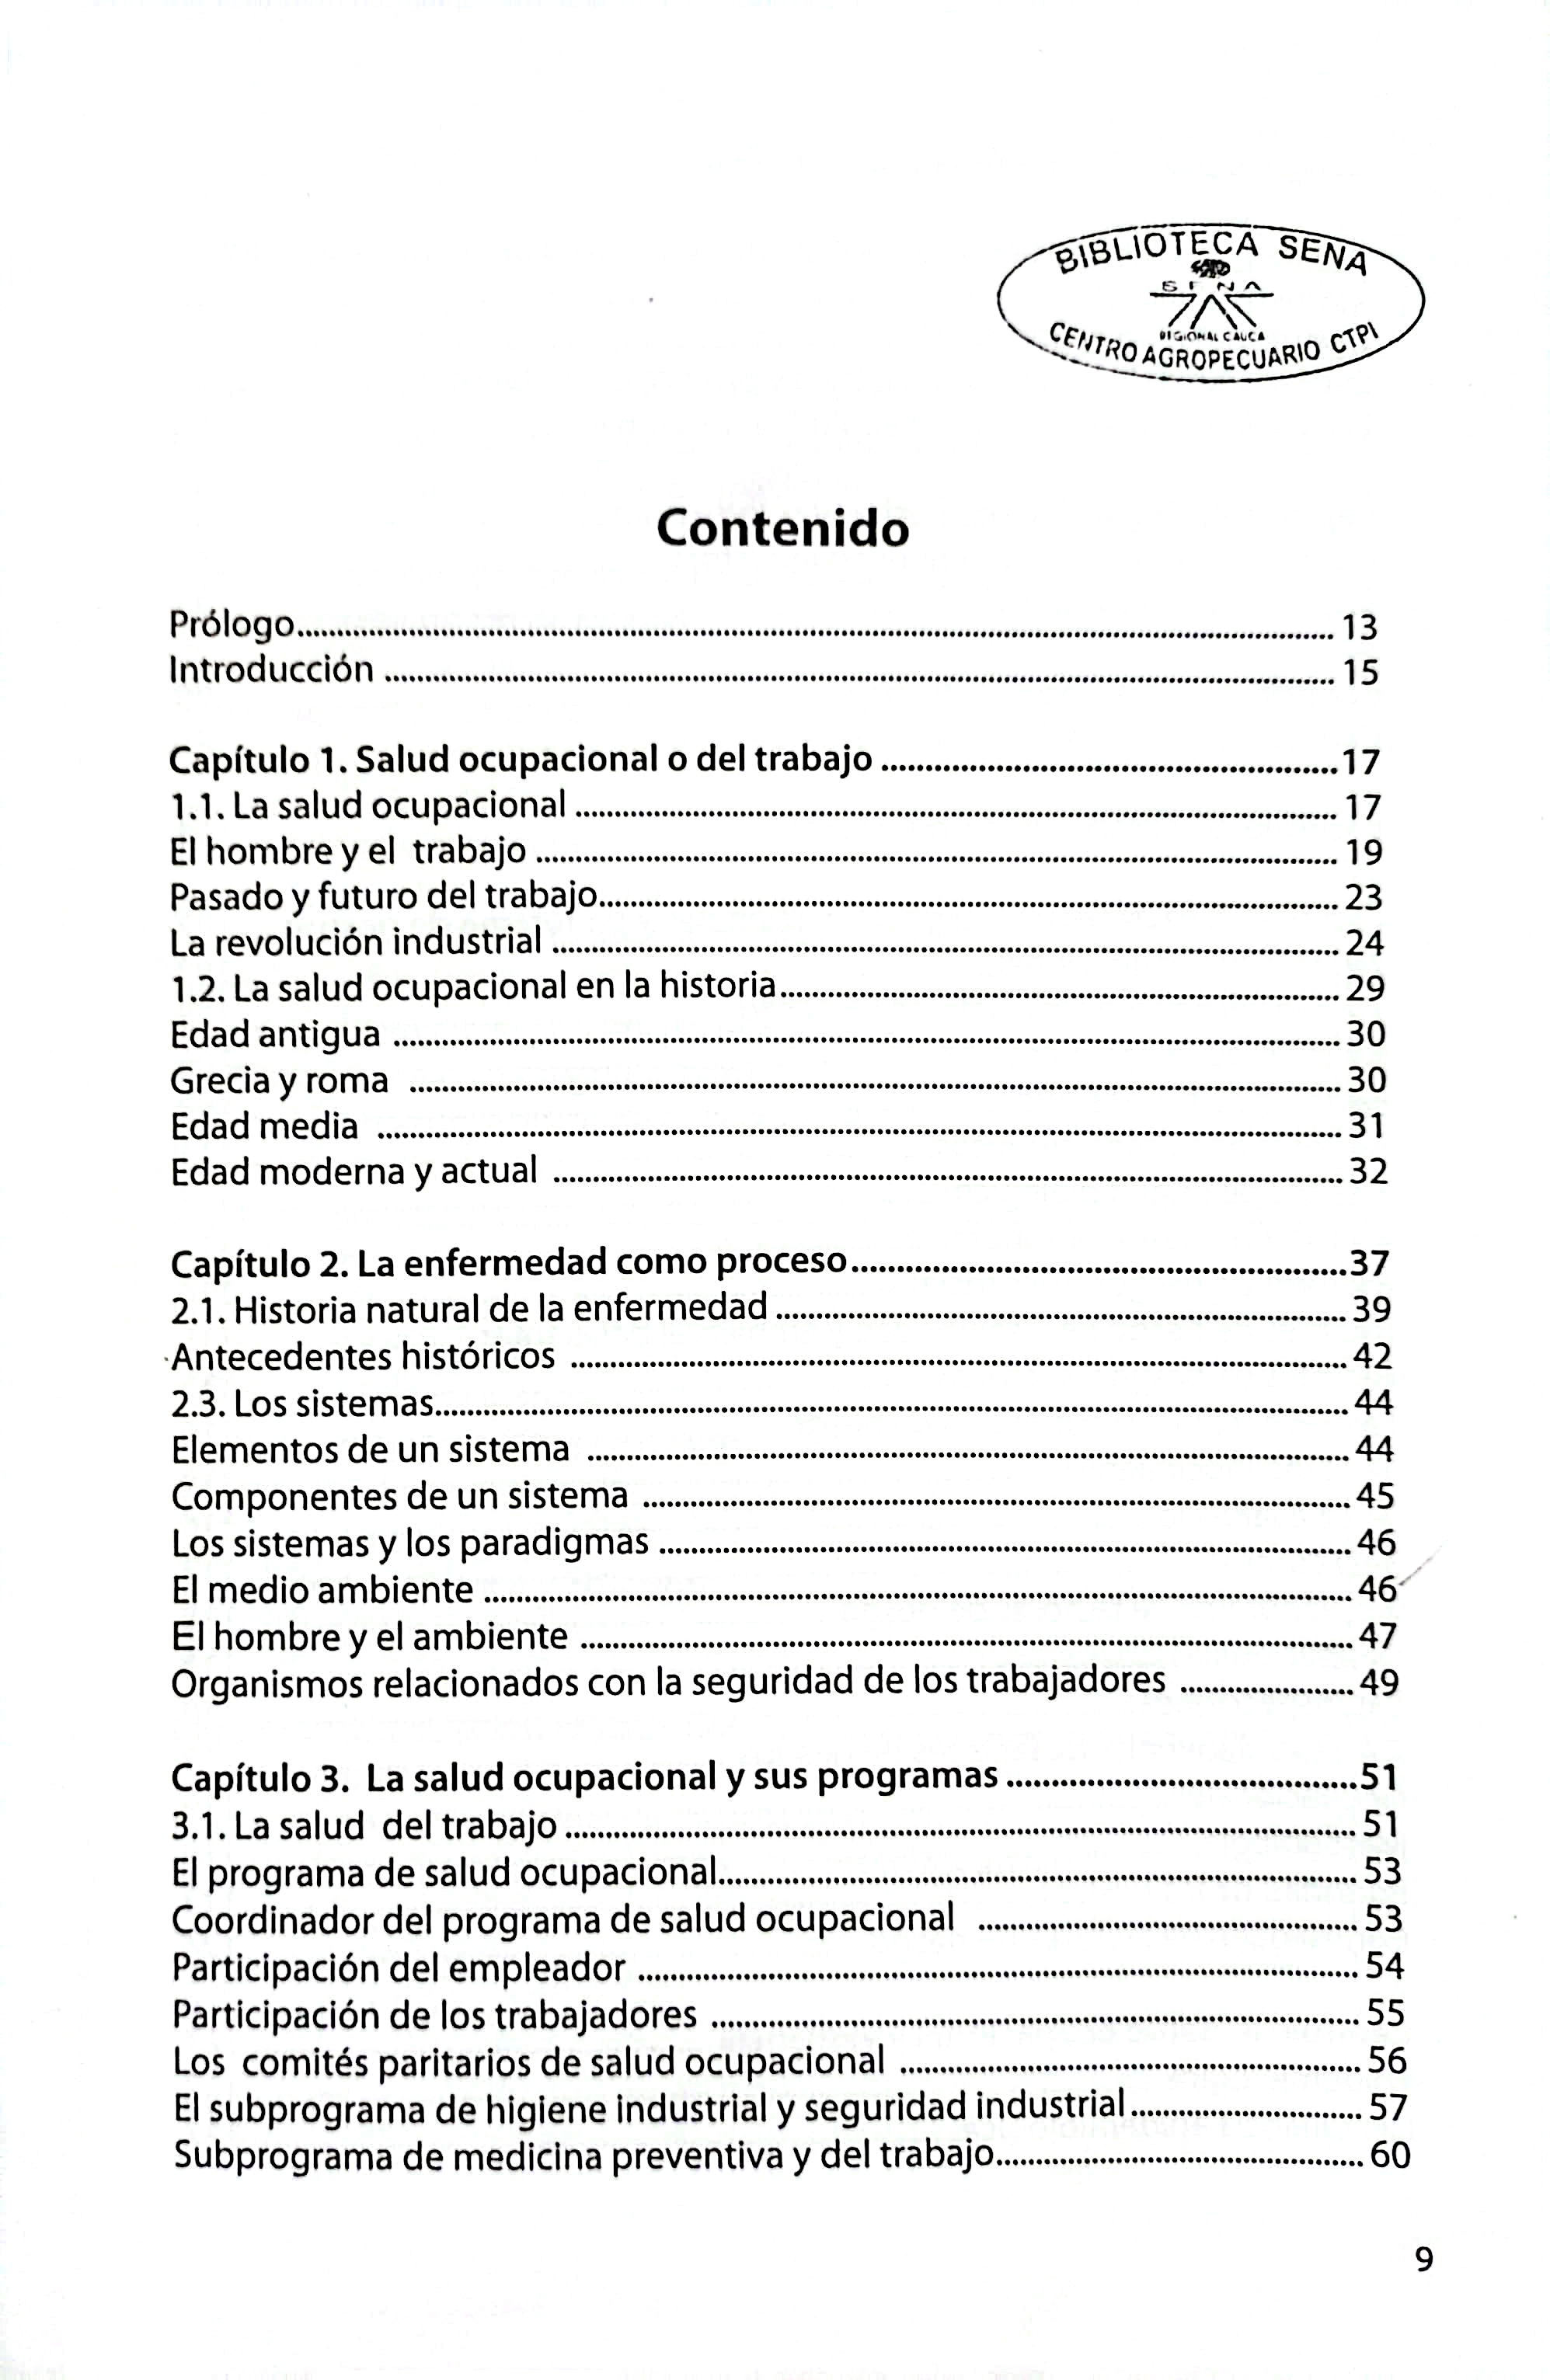 BIBLIOTECA SENA
SENA
REGIONAL CAUCA
CENTRO AGROPECUARIO CTPI
Contenido
Prólogo.......... 13
Introducción .......... 15
Capítulo 1. Salud ocupacional o del trabajo .......... 17
1.1. La salud ocupacional .......... 17
El hombre y el trabajo .......... 19
Pasado y futuro del trabajo.......... 23
La revolución industrial .......... 24
1.2. La salud ocupacional en la historia.......... 29
Edad antigua .......... 30
Grecia y roma .......... 30
Edad media .......... 31
Edad moderna y actual .......... 32
Capítulo 2. La enfermedad como proceso.......... 37
2.1. Historia natural de la enfermedad .......... 39
Antecedentes históricos .......... 42
2.3. Los sistemas.......... 44
Elementos de un sistema .......... 44
Componentes de un sistema .......... 45
Los sistemas y los paradigmas .......... 46
El medio ambiente .......... 46
El hombre y el ambiente .......... 47
Organismos relacionados con la seguridad de los trabajadores .......... 49
Capítulo 3. La salud ocupacional y sus programas .......... 51
3.1. La salud del trabajo .......... 51
El programa de salud ocupacional.......... 53
Coordinador del programa de salud ocupacional .......... 53
Participación del empleador .......... 54
Participación de los trabajadores .......... 55
Los comités paritarios de salud ocupacional .......... 56
El subprograma de higiene industrial y seguridad industrial.......... 57
Subprograma de medicina preventiva y del trabajo.......... 60
9